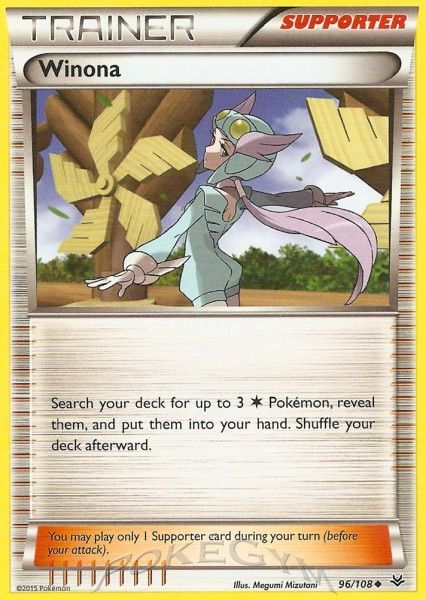 TRAINER
SUPPORTER
Winona
Search your deck for up to 3 Pokémon, reveal
them, and put them into your hand. Shuffle your
deck afterward.
You may play only 1 Supporter card during your turn (before
your attack).
POKEGYM
©2015 Pokémon
Illus. Megumi Mizutani
96/108